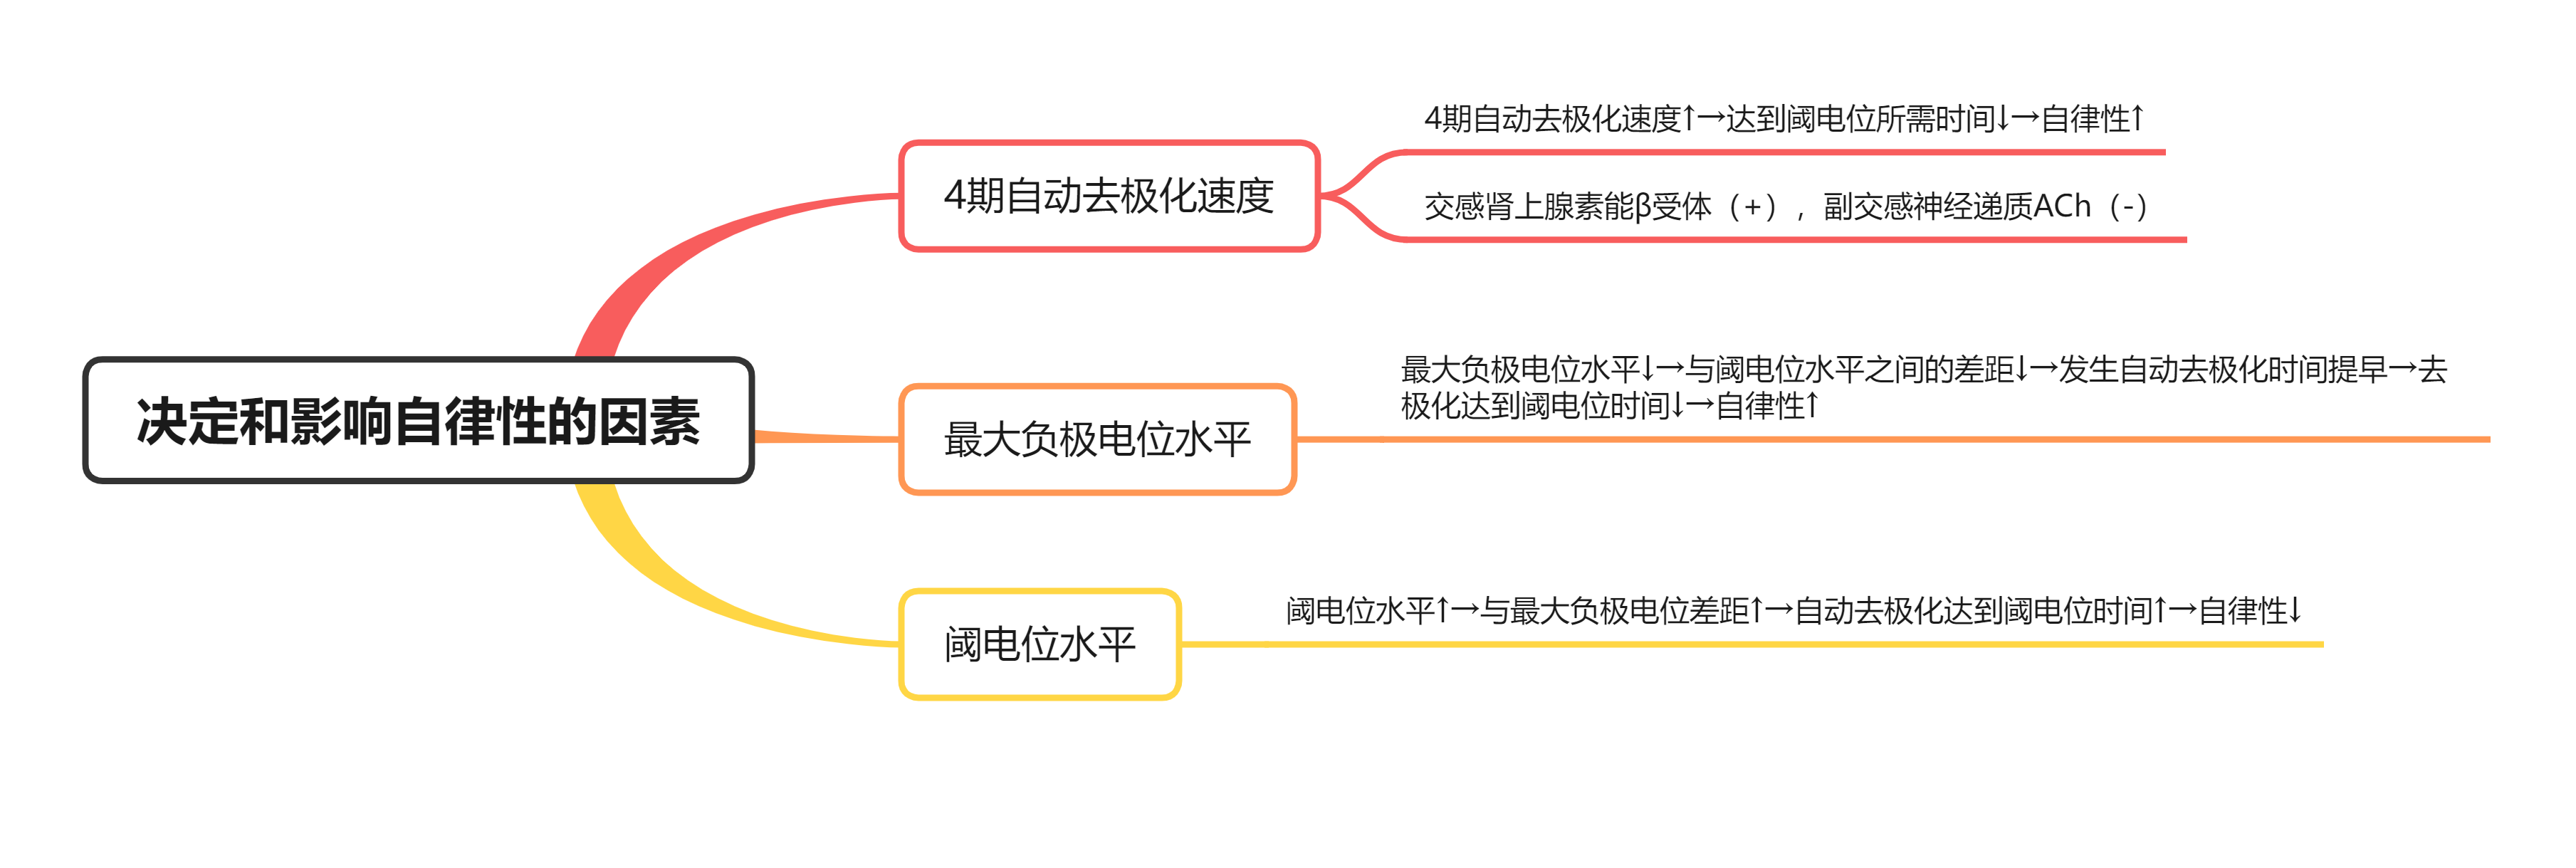 决定和影响自律性的因素
4期自动去极化速度
4期自动去极化速度↑→达到阈电位所需时间↓→自律性↑
交感肾上腺素能β受体（+），副交感神经递质ACh（-）
最大负极电位水平
最大负极电位水平↓→与阈电位水平之间的差距↓→发生自动去极化时间提早→去
极化达到阈电位时间↓→自律性↑
阈电位水平
阈电位水平↑→与最大负极电位差距↑→自动去极化达到阈电位时间↑→自律性↓